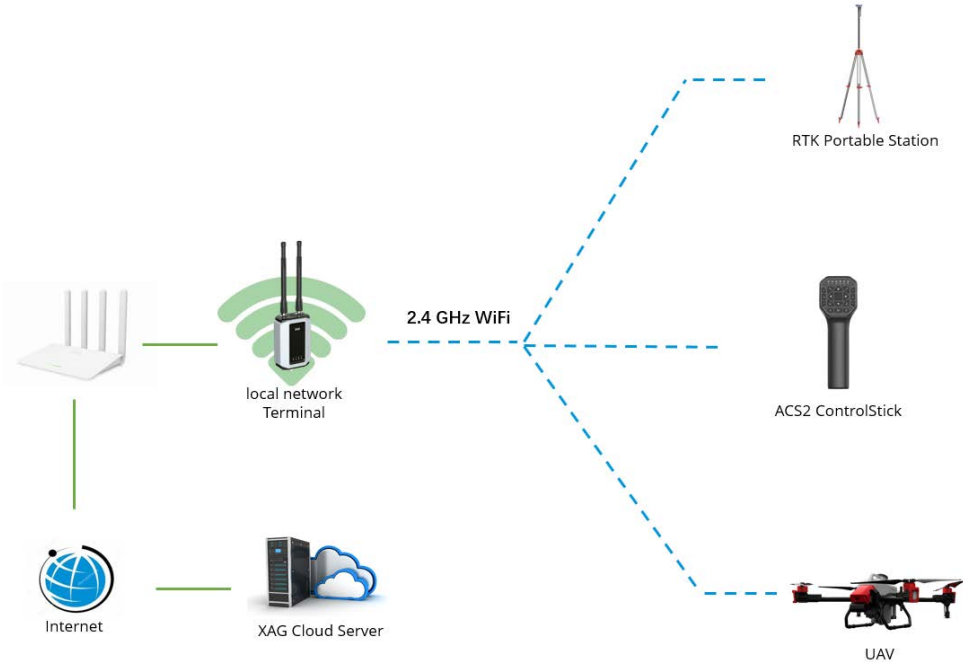 RTK Portable Station
2.4 GHz WiFi
local network
Terminal
ACS2 ControlStick
Internet
XAG Cloud Server
UAV